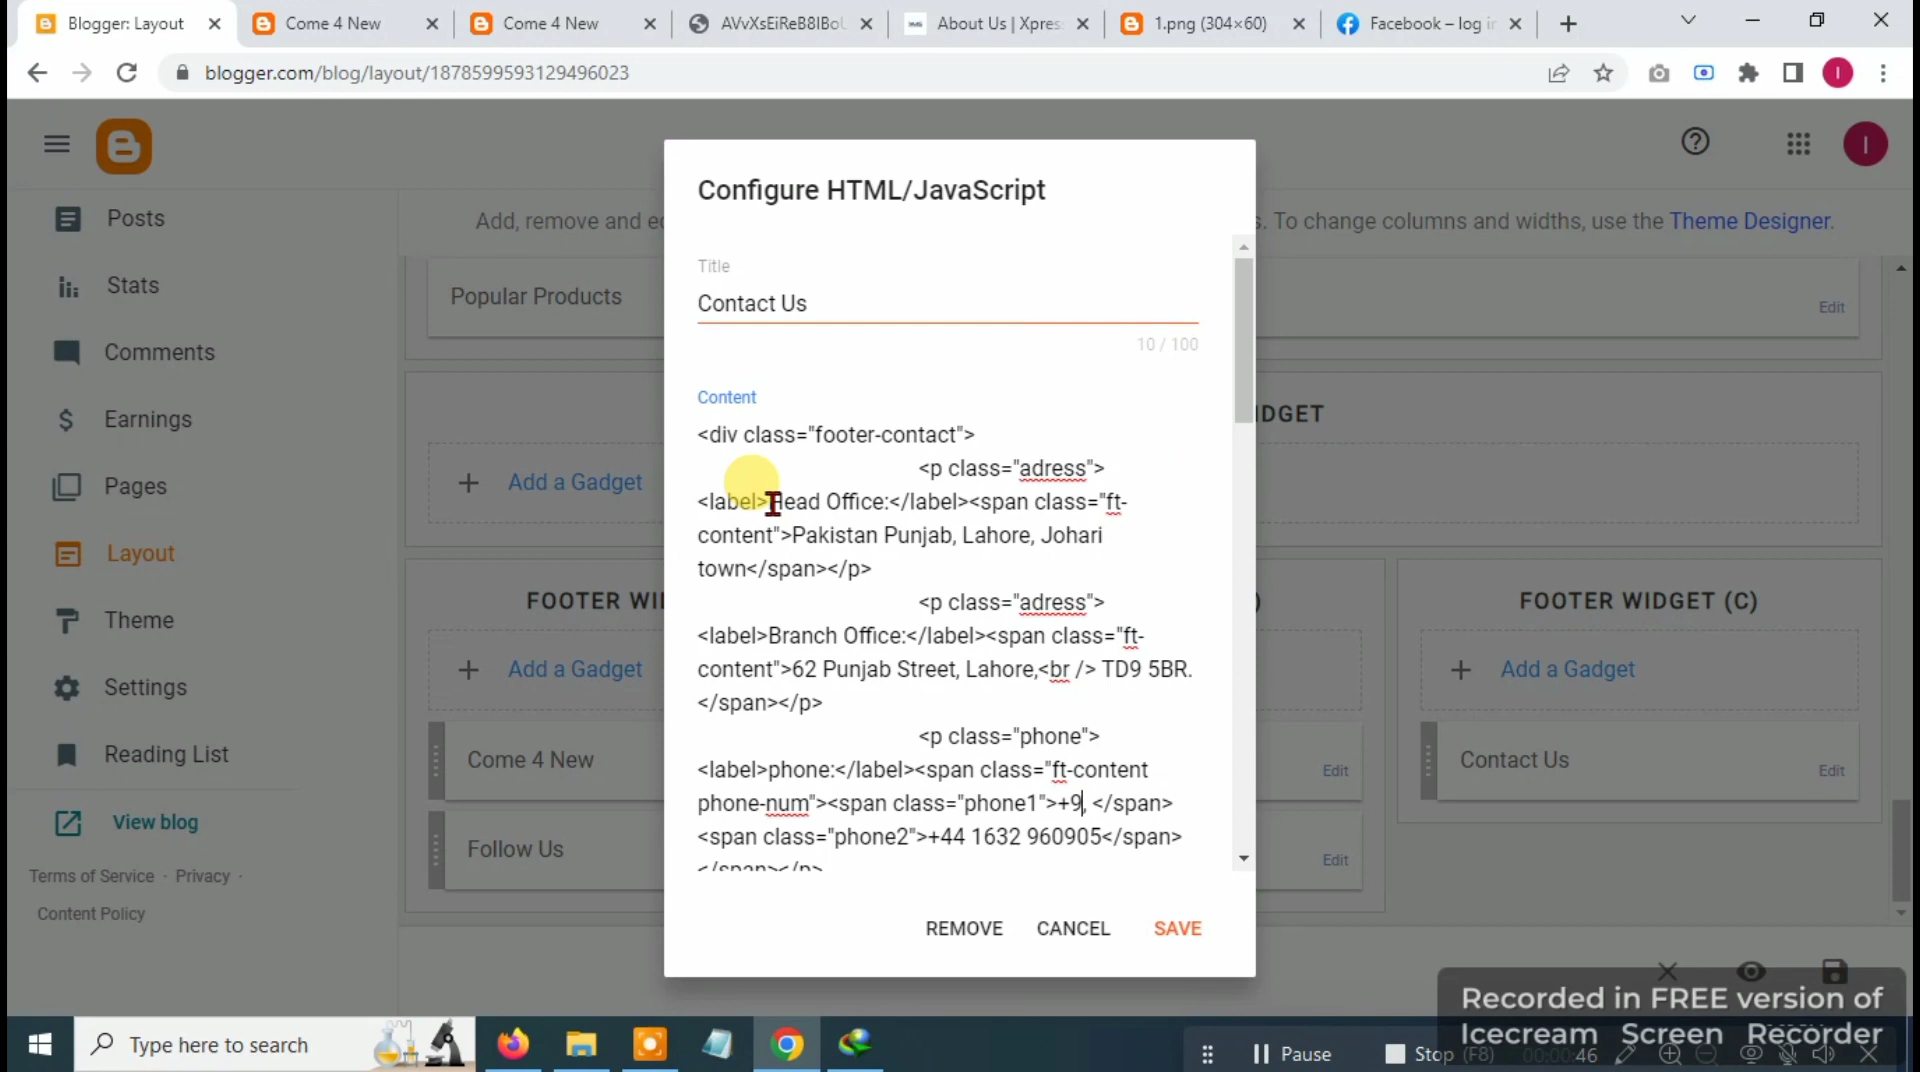 Blogger: Layout
Come 4 New
Come 4 New
AVvXsEiReB8IBoU
About Us | Xpres
1.png (304×60)
Facebook – log i
blogger.com/blog/layout/1878599593129496023
Add, remove and e
. To change columns and widths, use the Theme Designer.
Posts
Stats
Comments
Earnings
Pages
Layout
Theme
Settings
Reading List
View blog
Terms of Service · Privacy ·
Content Policy
Popular Products
Edit
DGET
Add a Gadget
FOOTER WI
)
FOOTER WIDGET (C)
Add a Gadget
Add a Gadget
Come 4 New
Edit
Contact Us
Edit
Follow Us
Edit
Configure HTML/JavaScript
Title
Contact Us
10 / 100
Content
<div class="footer-contact">
<p class="adress">
<label>Head Office:</label><span class="ft-
content">Pakistan Punjab, Lahore, Johari
town</span></p>
<p class="adress">
<label>Branch Office:</label><span class="ft-
content">62 Punjab Street, Lahore,<br /> TD9 5BR.
</span></p>
<p class="phone">
<label>phone:</label><span class="ft-content
phone-num"><span class="phone1">+9, </span>
<span class="phone2">+44 1632 960905</span>
</span></p>
REMOVE CANCEL SAVE
Recorded in FREE version of
Icecream Screen Recorder
Type here to search
Pause
Stop (F8)
00:00:46